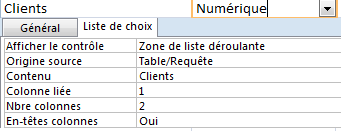 Clients Numérique
Général Liste de choix
Afficher le contrôle Zone de liste déroulante
Origine source Table/Requête
Contenu Clients
Colonne liée 1
Nbre colonnes 2
En-têtes colonnes Oui